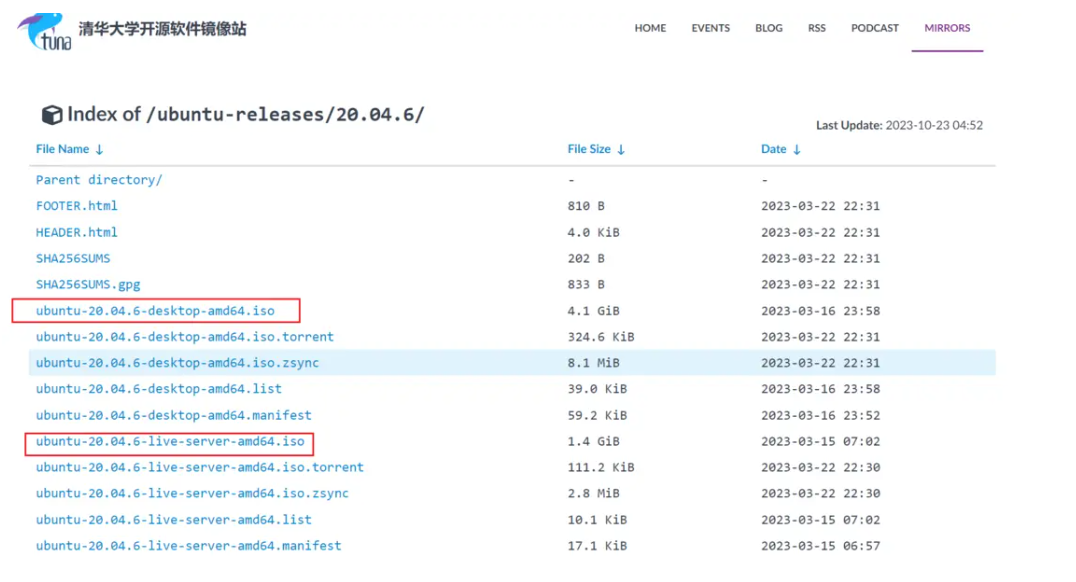 tuna 清华大学开源软件镜像站 HOME EVENTS BLOG RSS PODCAST MIRRORS
Index of /ubuntu-releases/20.04.6/
Last Update: 2023-10-23 04:52
File Name ↓ File Size ↓ Date ↓
Parent directory/ - -
FOOTER.html 810 B 2023-03-22 22:31
HEADER.html 4.0 KiB 2023-03-22 22:31
SHA256SUMS 202 B 2023-03-22 22:31
SHA256SUMS.gpg 833 B 2023-03-22 22:31
ubuntu-20.04.6-desktop-amd64.iso 4.1 GiB 2023-03-16 23:58
ubuntu-20.04.6-desktop-amd64.iso.torrent 324.6 KiB 2023-03-22 22:31
ubuntu-20.04.6-desktop-amd64.iso.zsync 8.1 MiB 2023-03-22 22:31
ubuntu-20.04.6-desktop-amd64.list 39.0 KiB 2023-03-16 23:58
ubuntu-20.04.6-desktop-amd64.manifest 59.2 KiB 2023-03-16 23:52
ubuntu-20.04.6-live-server-amd64.iso 1.4 GiB 2023-03-15 07:02
ubuntu-20.04.6-live-server-amd64.iso.torrent 111.2 KiB 2023-03-22 22:30
ubuntu-20.04.6-live-server-amd64.iso.zsync 2.8 MiB 2023-03-22 22:30
ubuntu-20.04.6-live-server-amd64.list 10.1 KiB 2023-03-15 07:02
ubuntu-20.04.6-live-server-amd64.manifest 17.1 KiB 2023-03-15 06:57